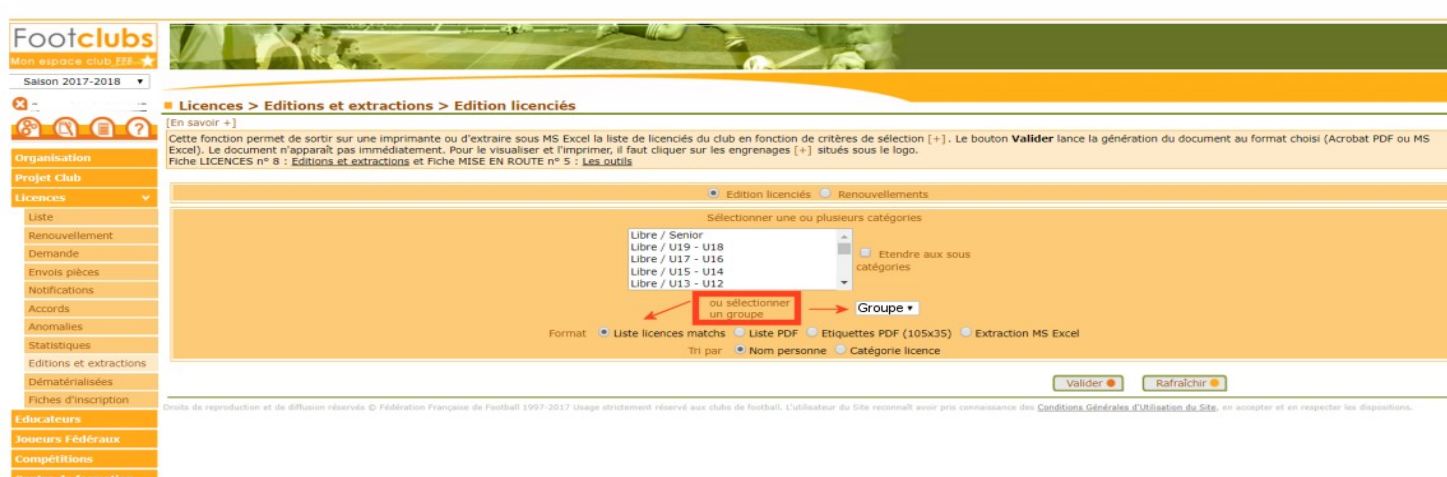 Footclubs
Mon espace club FFF
Saison 2017-2018
Licences > Editions et extractions > Edition licenciés
[En savoir +]
Cette fonction permet de sortir sur une imprimante ou d'extraire sous MS Excel la liste de licenciés du club en fonction de critères de sélection [+]. Le bouton Valider lance la génération du document au format choisi (Acrobat PDF ou MS
Excel). Le document n'apparaît pas immédiatement. Pour le visualiser et l'imprimer, il faut cliquer sur les engrenages [+] situés sous le logo.
Fiche LICENCES n° 8 : Editions et extractions et Fiche MISE EN ROUTE n° 5 : Les outils
Organisation
Projet Club
Licences
Liste
Renouvellement
Demande
Envois pièces
Notifications
Accords
Anomalies
Statistiques
Editions et extractions
Dématérialisées
Fiches d'inscription
Educateurs
Joueurs Fédéraux
Compétitions
Edition licenciés Renouvellements
Sélectionner une ou plusieurs catégories
Libre / Senior
Libre / U19 - U18
Libre / U17 - U16
Libre / U15 - U14
Libre / U13 - U12
Etendre aux sous
catégories
ou sélectionner
un groupe
Groupe
Format Liste licences matchs Liste PDF Etiquettes PDF (105x35) Extraction MS Excel
Tri par Nom personne Catégorie licence
Valider Rafraîchir
Droits de reproduction et de diffusion réservés © Fédération Française de Football 1997-2017 Usage strictement réservé aux clubs de football. L'utilisateur du Site reconnaît avoir pris connaissance des Conditions Générales d'Utilisation du Site, en accepter et en respecter les dispositions.